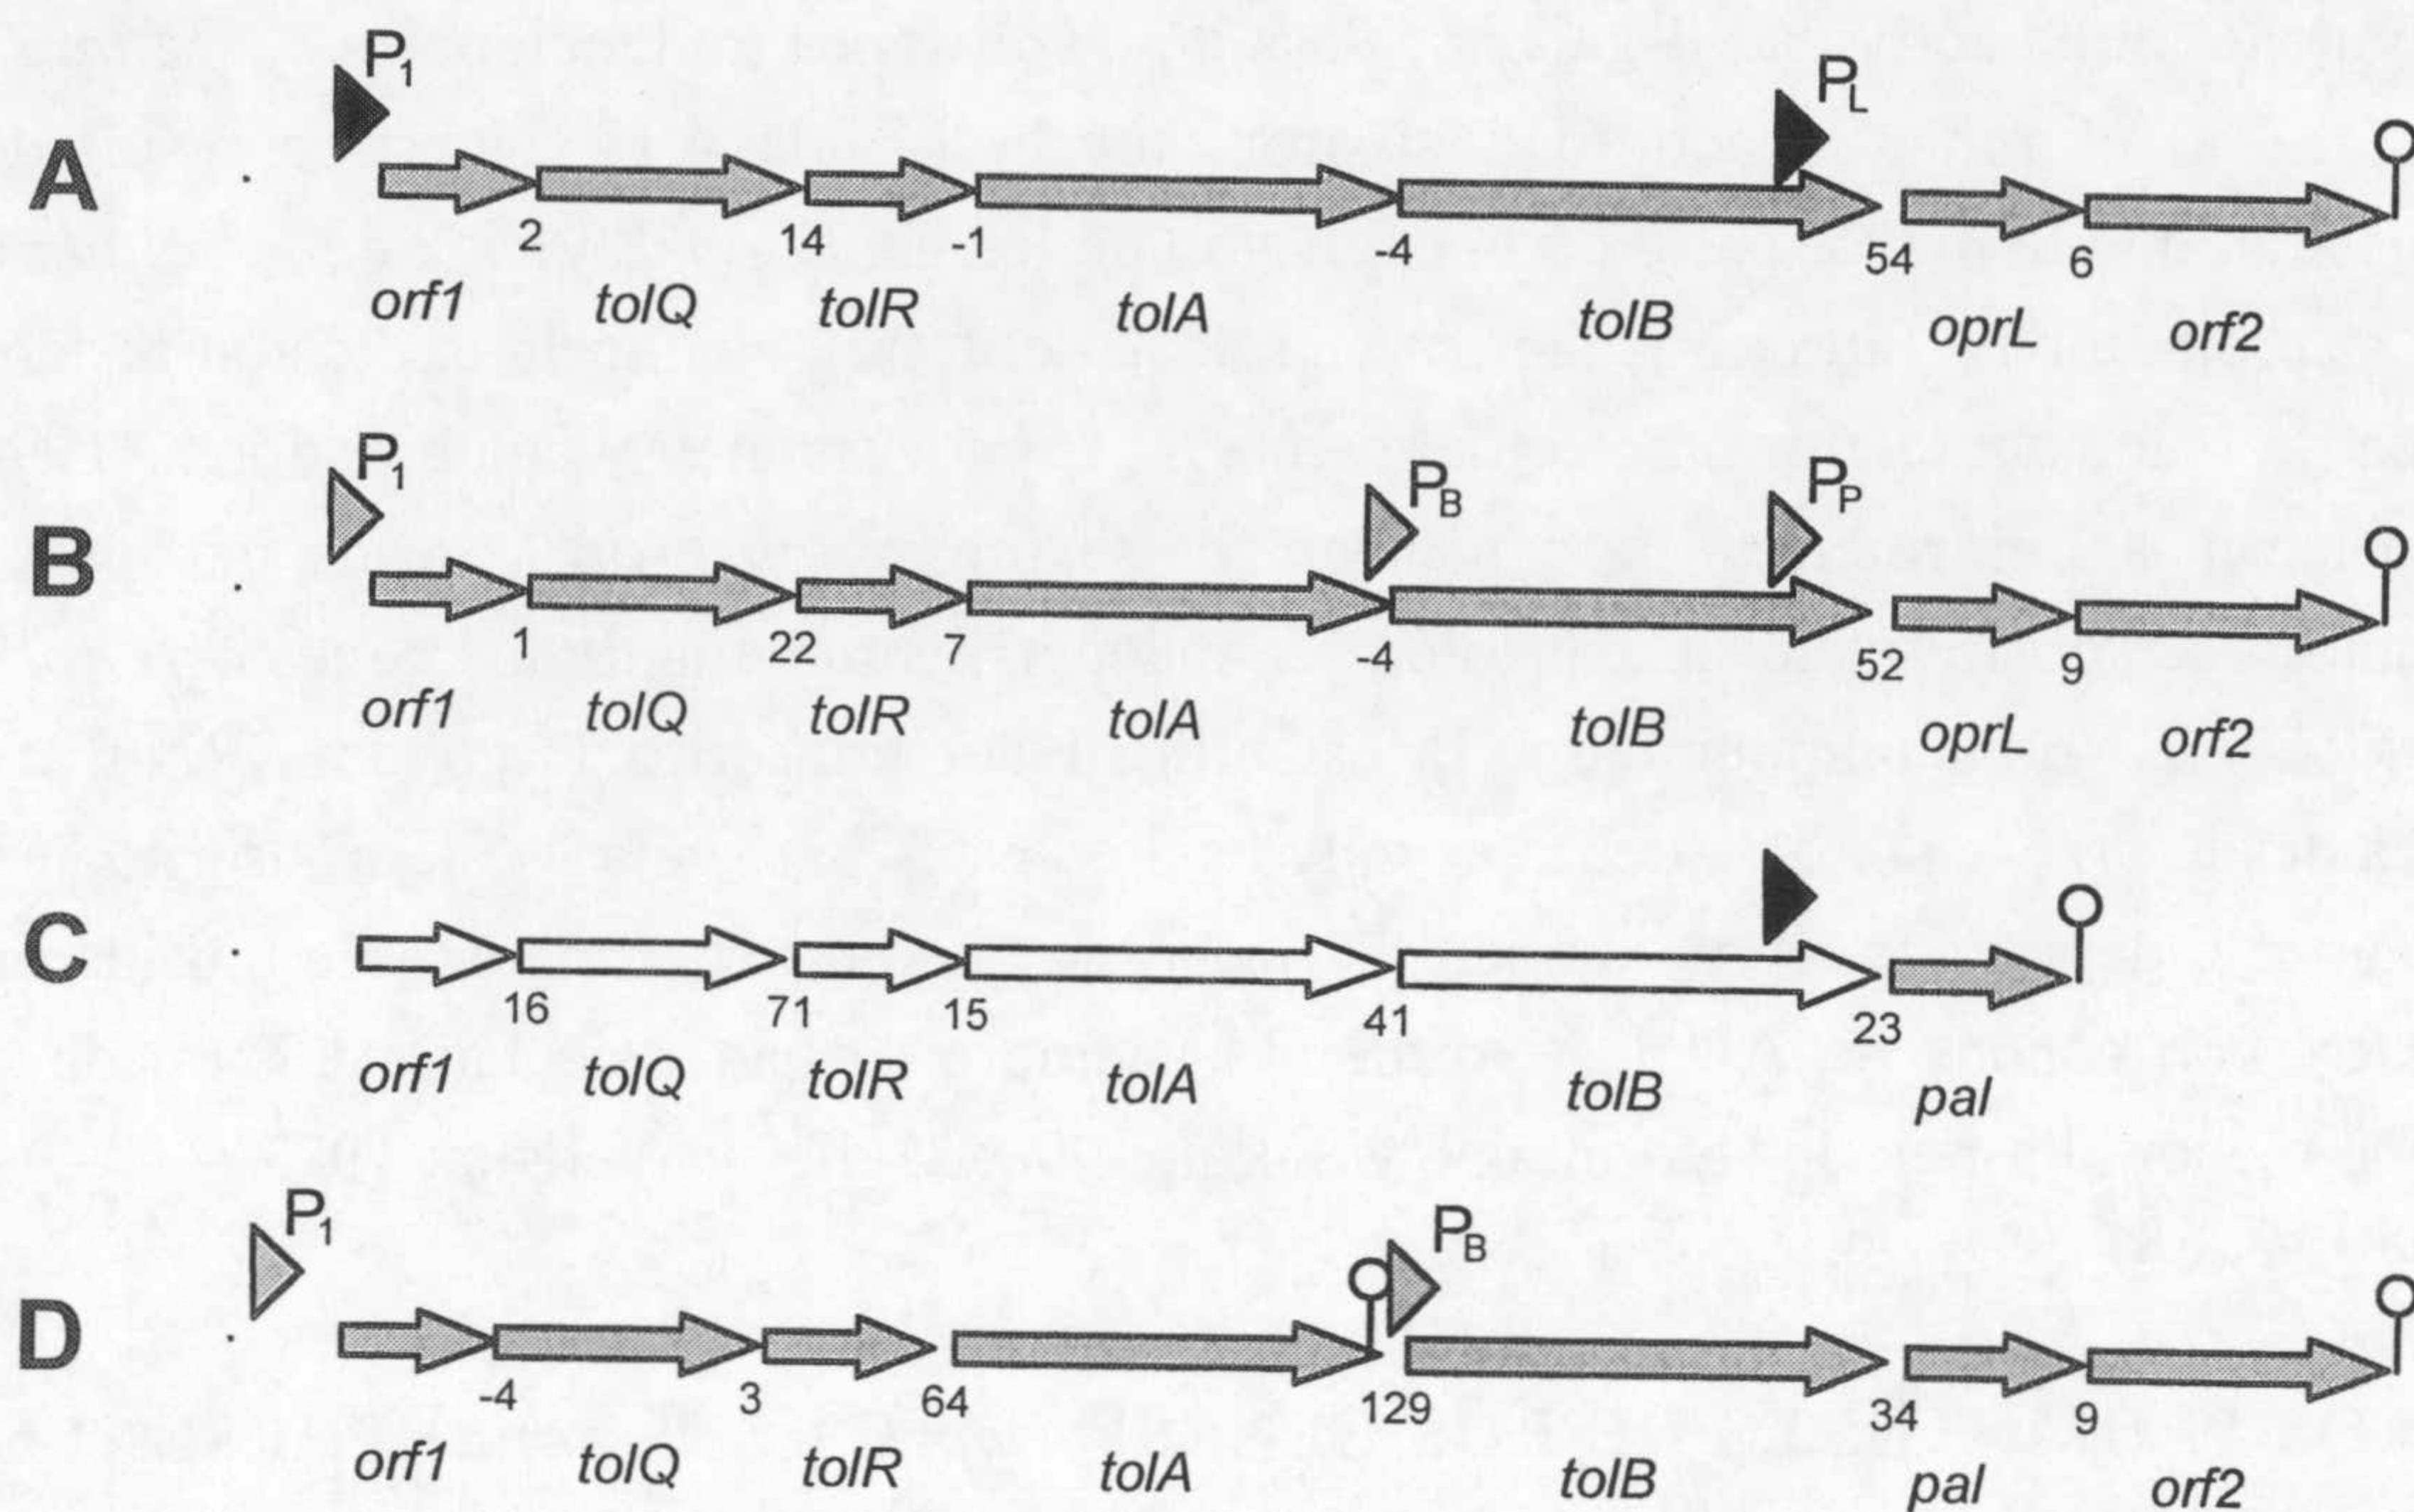 P1 PL
A
2 14 -1 -4 54 6
orf1 tolQ tolR tolA tolB oprL orf2
P1 PB PP
B
1 22 7 -4 52 9
orf1 tolQ tolR tolA tolB oprL orf2
C
16 71 15 41 23
orf1 tolQ tolR tolA tolB pal
P1 PB
D
-4 3 64 129 34 9
orf1 tolQ tolR tolA tolB pal orf2